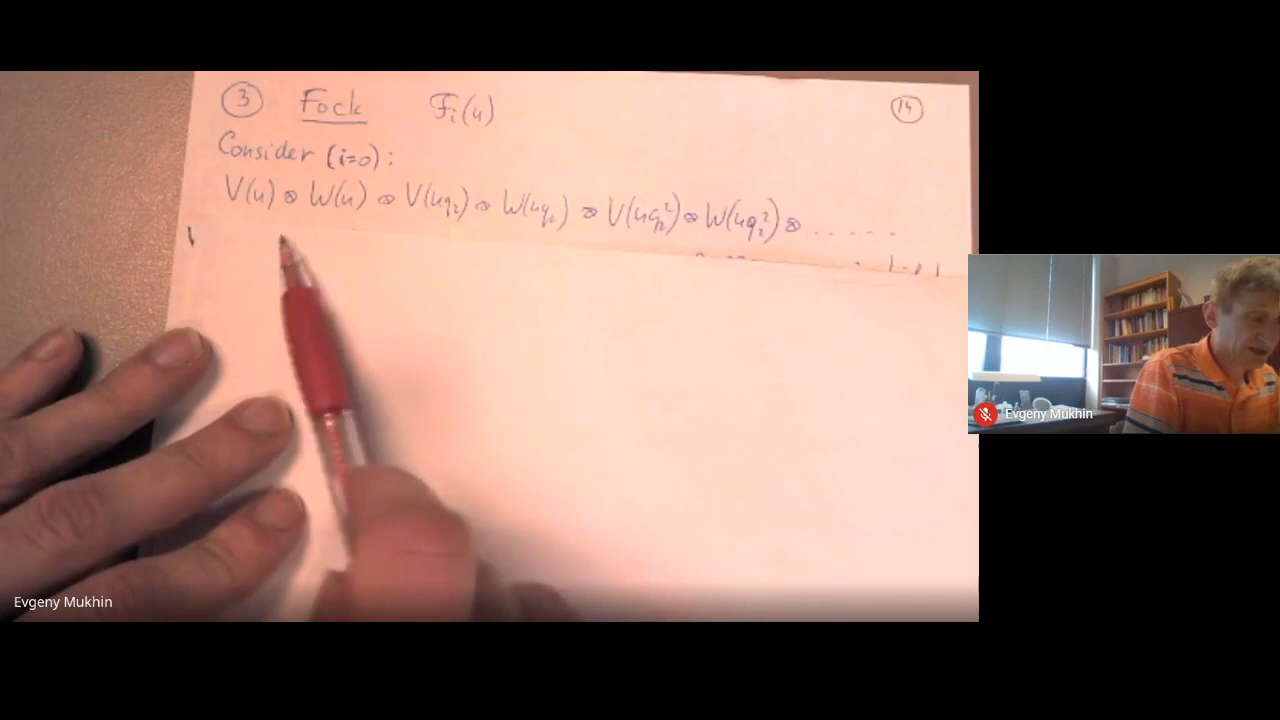 ③ Fock F_i(u) ⑭
Consider (i=0):
V(u) ⊗ W(u) ⊗ V(uq_2) ⊗ W(uq_2) ⊗ V(uq_2^2) ⊗ W(uq_2^2) ⊗ .....
Evgeny Mukhin
Evgeny Mukhin